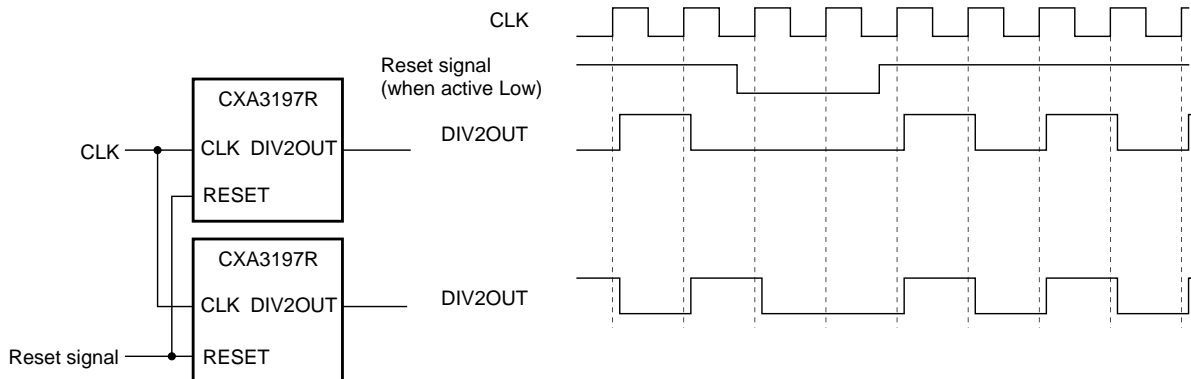 CLK
Reset signal
(when active Low)
DIV2OUT
CXA3197R
CLK
CLK DIV2OUT
RESET
CXA3197R
CLK DIV2OUT
DIV2OUT
Reset signal
RESET